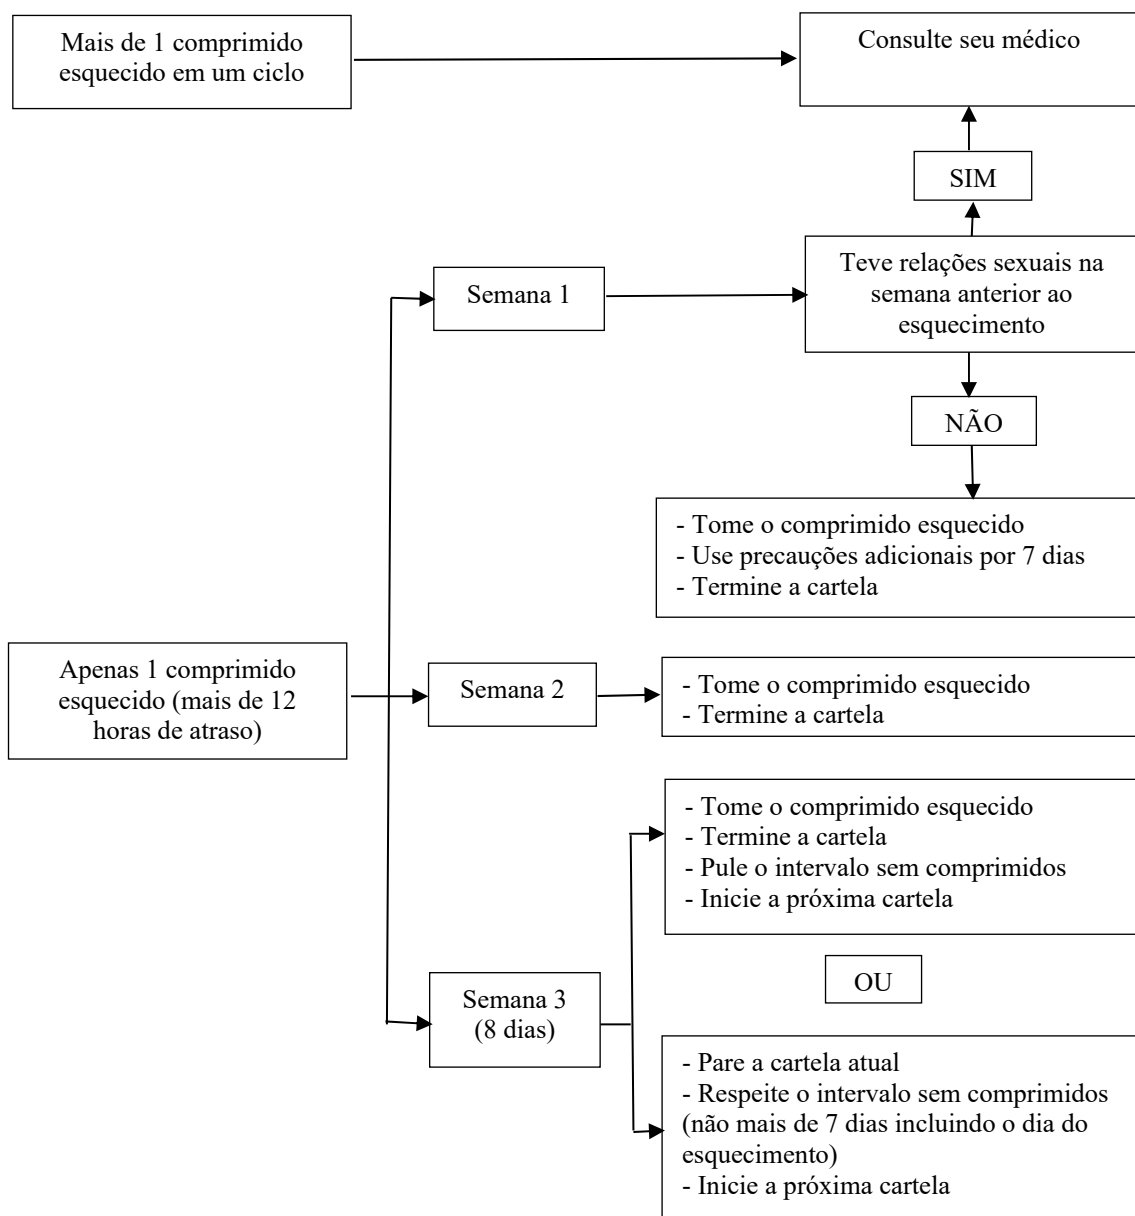 Mais de 1 comprimido
esquecido em um ciclo
Consulte seu médico
SIM
Semana 1
Teve relações sexuais na
semana anterior ao
esquecimento
NÃO
- Tome o comprimido esquecido
- Use precauções adicionais por 7 dias
- Termine a cartela
Apenas 1 comprimido
esquecido (mais de 12
horas de atraso)
Semana 2
- Tome o comprimido esquecido
- Termine a cartela
- Tome o comprimido esquecido
- Termine a cartela
- Pule o intervalo sem comprimidos
- Inicie a próxima cartela
OU
Semana 3
(8 dias)
- Pare a cartela atual
- Respeite o intervalo sem comprimidos
(não mais de 7 dias incluindo o dia do
esquecimento)
- Inicie a próxima cartela